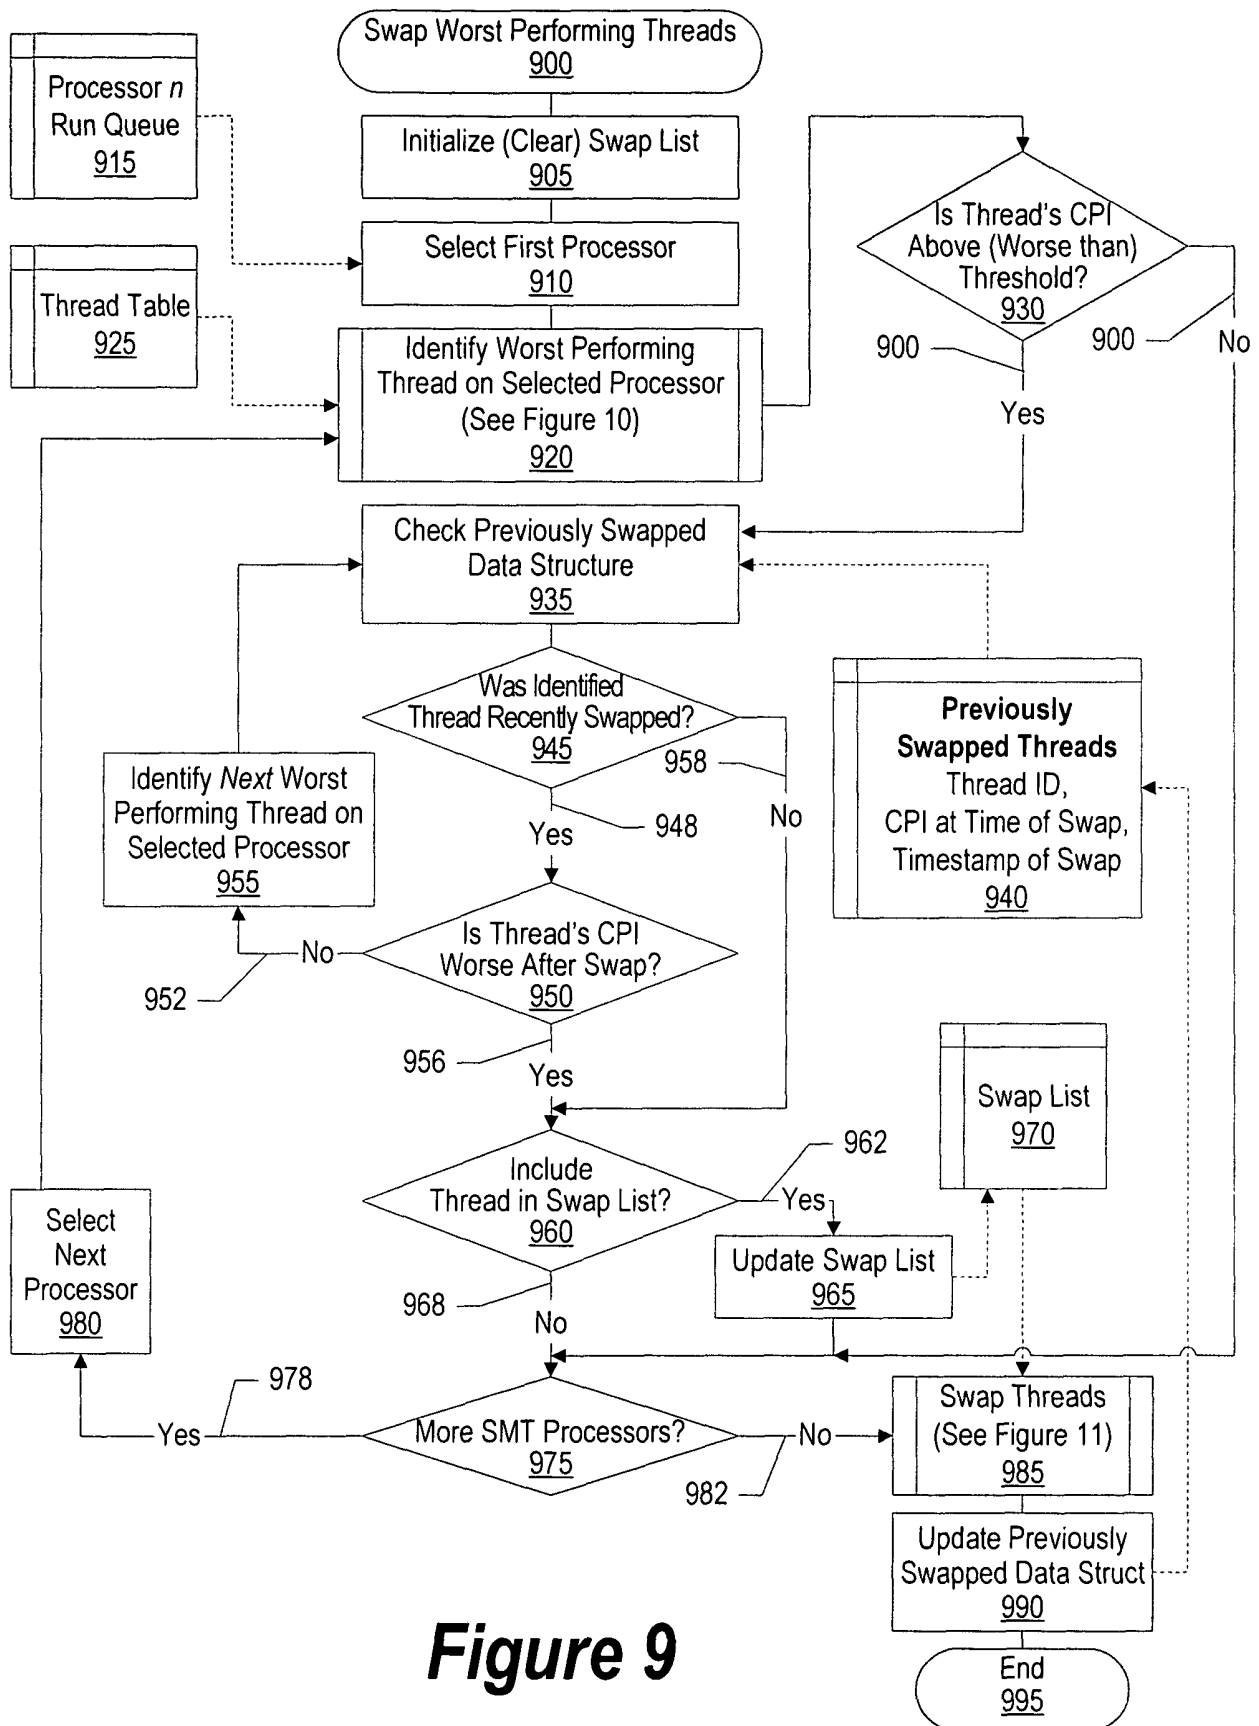 Swap Worst Performing Threads
900
Processor n
Run Queue
915
Initialize (Clear) Swap List
905
Select First Processor
910
Thread Table
925
Identify Worst Performing
Thread on Selected Processor
(See Figure 10)
920
Is Thread's CPI
Above (Worse than)
Threshold?
930
900
Yes
900
No
Check Previously Swapped
Data Structure
935
Was Identified
Thread Recently Swapped?
945
958
No
948
Yes
Previously
Swapped Threads
Thread ID,
CPI at Time of Swap,
Timestamp of Swap
940
Identify Next Worst
Performing Thread on
Selected Processor
955
Is Thread's CPI
Worse After Swap?
950
No
952
956
Yes
Swap List
970
Include
Thread in Swap List?
960
962
Yes
Update Swap List
965
968
No
Select
Next
Processor
980
978
Yes
More SMT Processors?
975
No
982
Swap Threads
(See Figure 11)
985
Update Previously
Swapped Data Struct
990
End
995
Figure 9